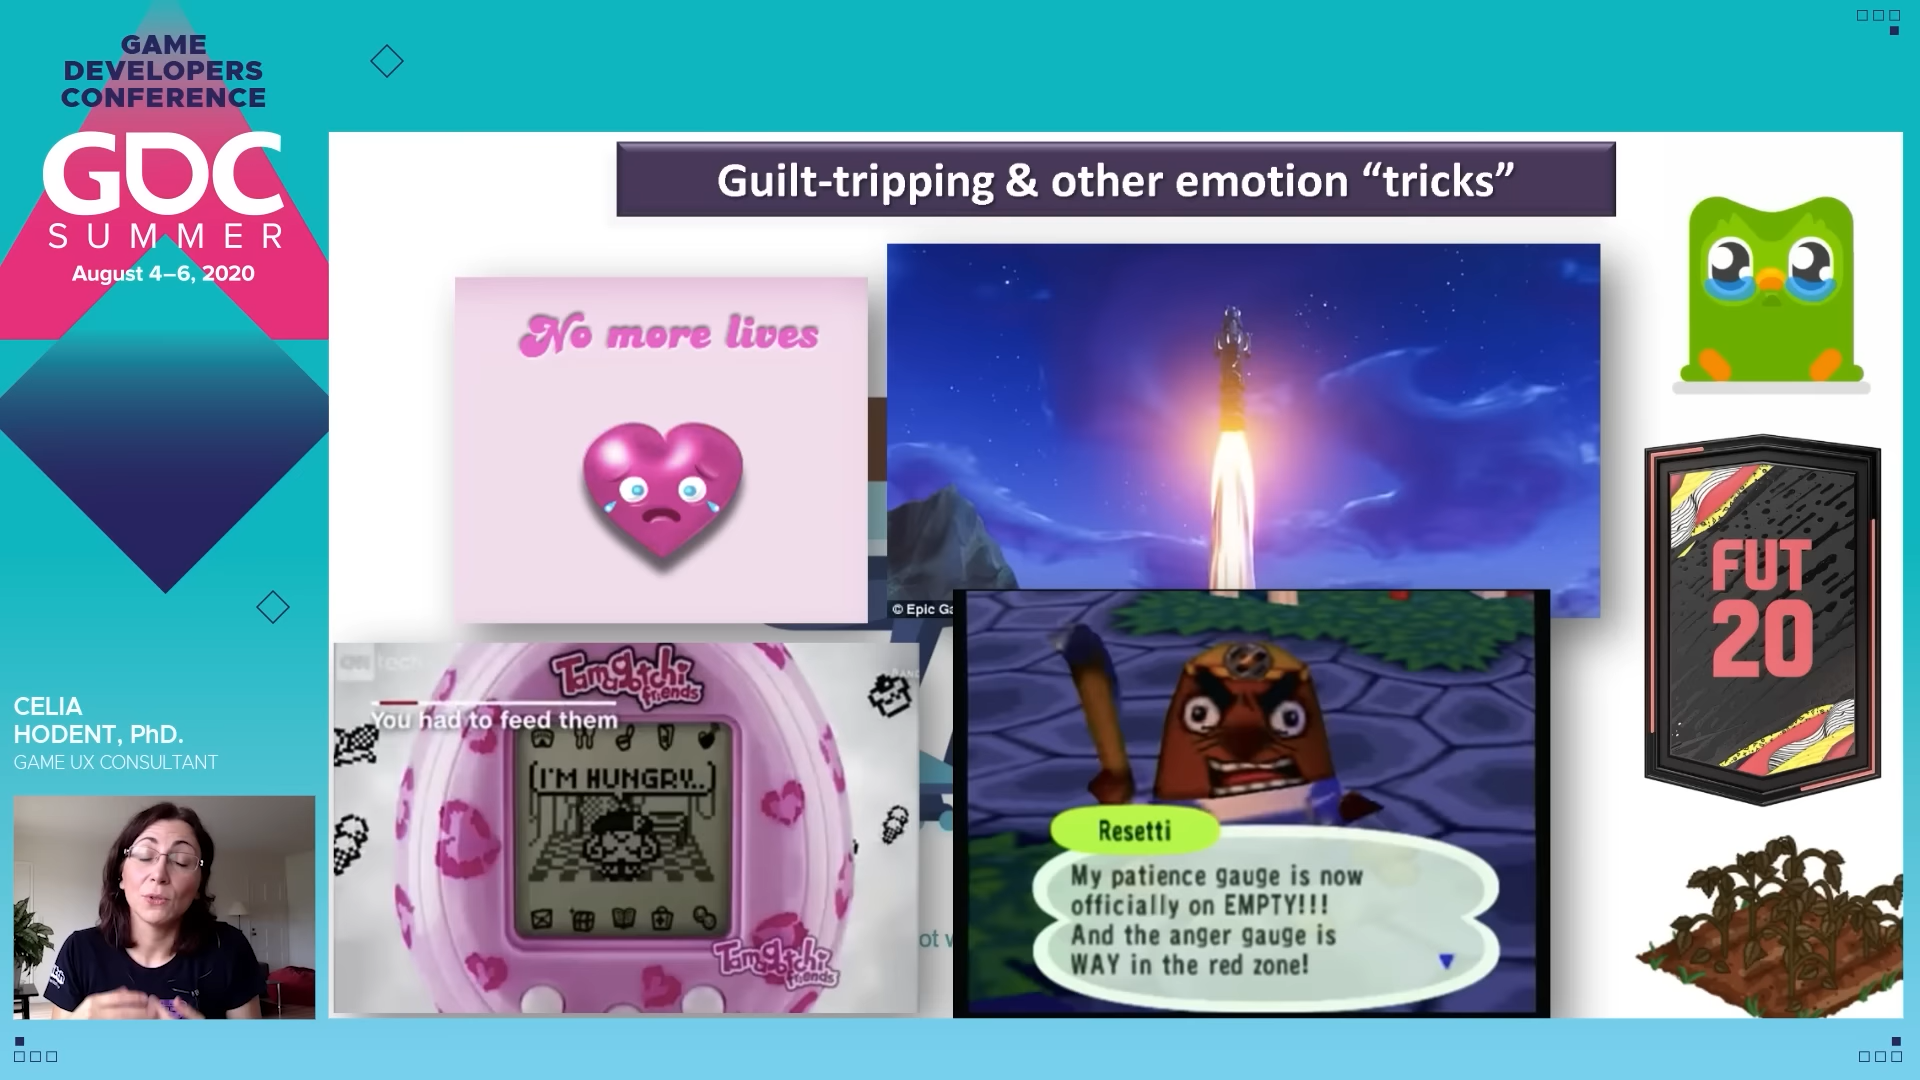 GAME
DEVELOPERS
CONFERENCE
GDC
SUMMER
August 4–6, 2020
CELIA
HODENT, PhD.
GAME UX CONSULTANT
Guilt-tripping & other emotion “tricks”
No more lives
© Epic Ga
FUT
20
tech
Tamagotchi
friends
You had to feed them
I'M HUNGRY..
Tamagotchi
friends
Resetti
My patience gauge is now
officially on EMPTY!!!
And the anger gauge is
WAY in the red zone!
ot w